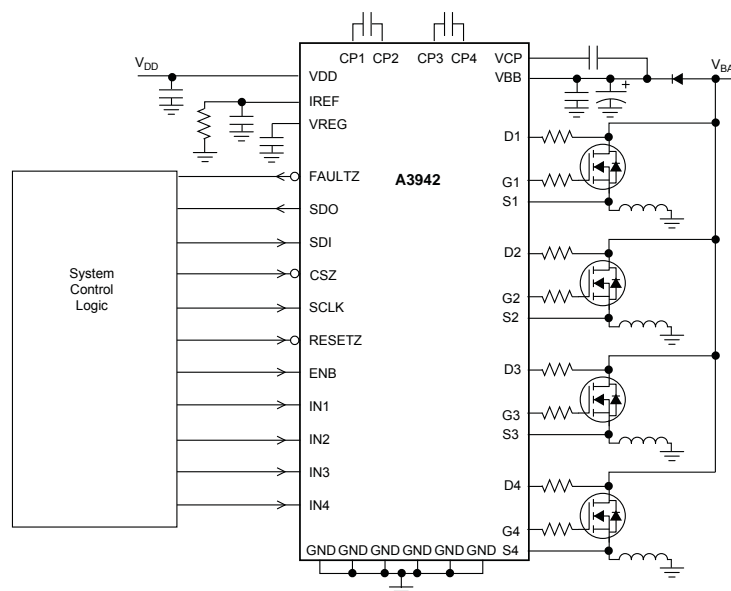 CP1 CP2 CP3 CP4
VCP
VBB
V_DD
V_BA
VDD
IREF
VREG
FAULTZ
SDO
SDI
CSZ
SCLK
RESETZ
ENB
IN1
IN2
IN3
IN4
A3942
System
Control
Logic
D1
G1
S1
D2
G2
S2
D3
G3
S3
D4
G4
S4
GND GND GND GND GND GND